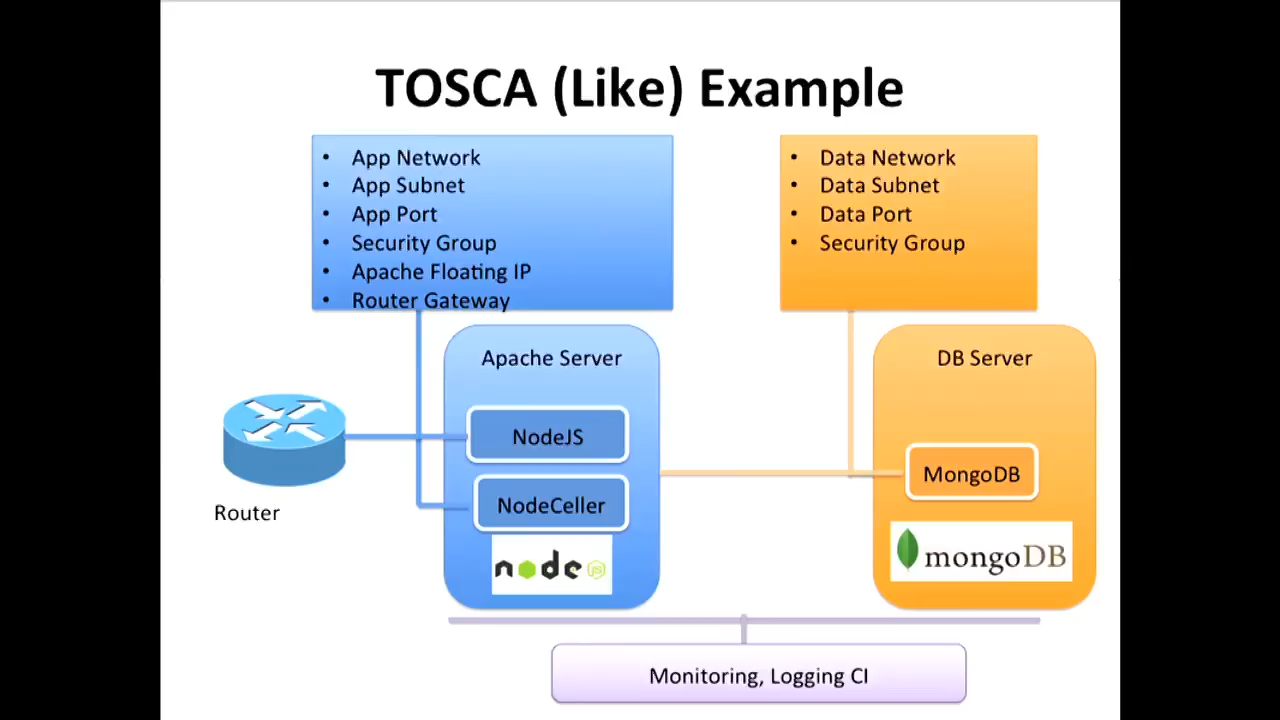 TOSCA (Like) Example
• App Network
• App Subnet
• App Port
• Security Group
• Apache Floating IP
• Router Gateway
• Data Network
• Data Subnet
• Data Port
• Security Group
Apache Server
NodeJS
NodeCeller
node JS
Router
DB Server
MongoDB
mongoDB
Monitoring, Logging CI